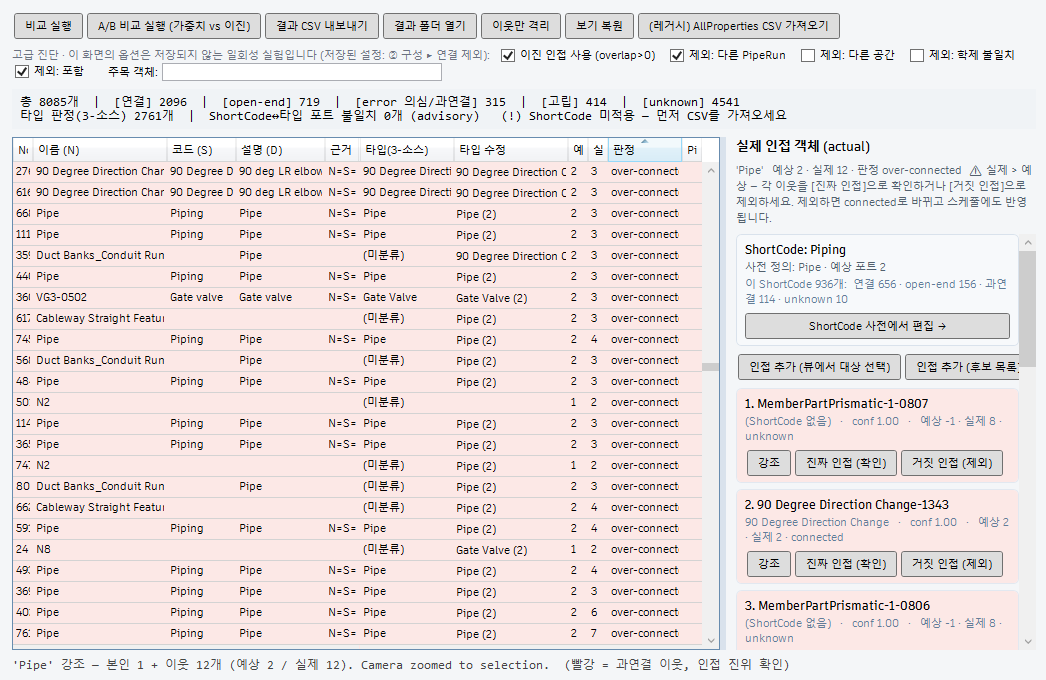 비교 실행 A/B 비교 실행 (가중치 vs 이진) 결과 CSV 내보내기 결과 폴더 열기 이웃만 격리 보기 복원 (레거시) AllProperties CSV 가져오기
고급 진단 · 이 화면의 옵션은 저장되지 않는 일회성 실험입니다 (저장된 설정: ② 구성 ▸ 연결 제외): 이진 인접 사용 (overlap>0) 제외: 다른 PipeRun 제외: 다른 공간 제외: 학제 불일치
제외: 포함 주목 객체:
총 8085개 | [연결] 2096 | [open-end] 719 | [error 의심/과연결] 315 | [고립] 414 | [unknown] 4541
타입 판정(3-소스) 2761개 | ShortCode↔타입 포트 불일치 0개 (advisory) (!) ShortCode 미적용 — 먼저 CSV를 가져오세요
이름 (N) 코드 (S) 설명 (D) 근거 타입(3-소스) 타입 수정 예 실 판정 Pi
276 90 Degree Direction Char 90 Degree D 90 deg LR elbow N=S= 90 Degree Directi 90 Degree Direction C 2 3 over-connect
616 90 Degree Direction Char 90 Degree D 90 deg LR elbow N=S= 90 Degree Directi 90 Degree Direction C 2 3 over-connect
66 Pipe Piping Pipe N=S= Pipe Pipe (2) 2 3 over-connect
111 Pipe Piping Pipe N=S= Pipe Pipe (2) 2 3 over-connect
35 Duct Banks_Conduit Run Pipe (미분류) 90 Degree Direction C 2 3 over-connect
44 Pipe Piping Pipe N=S= Pipe Pipe (2) 2 3 over-connect
36 VG3-0502 Gate valve Gate valve N=S= Gate Valve Gate Valve (2) 2 3 over-connect
617 Cableway Straight Featur (미분류) Pipe (2) 2 3 over-connect
74 Pipe Piping Pipe N=S= Pipe Pipe (2) 2 4 over-connect
56 Duct Banks_Conduit Run Pipe (미분류) Pipe (2) 2 3 over-connect
48 Pipe Piping Pipe N=S= Pipe Pipe (2) 2 3 over-connect
50 N2 (미분류) 1 2 over-connect
114 Pipe Piping Pipe N=S= Pipe Pipe (2) 2 3 over-connect
36 Pipe Piping Pipe N=S= Pipe Pipe (2) 2 3 over-connect
74 N2 (미분류) 1 2 over-connect
80 Duct Banks_Conduit Run Pipe (미분류) Pipe (2) 2 3 over-connect
66 Cableway Straight Featur (미분류) Pipe (2) 2 4 over-connect
59 Pipe Piping Pipe N=S= Pipe Pipe (2) 2 4 over-connect
24 N8 (미분류) Gate Valve (2) 1 2 over-connect
49 Pipe Piping Pipe N=S= Pipe Pipe (2) 2 4 over-connect
36 Pipe Piping Pipe N=S= Pipe Pipe (2) 2 3 over-connect
40 Pipe Piping Pipe N=S= Pipe Pipe (2) 2 6 over-connect
76 Pipe Piping Pipe N=S= Pipe Pipe (2) 2 7 over-connect
실제 인접 객체 (actual)
'Pipe' 예상 2 · 실제 12 · 판정 over-connected ⚠ 실제 > 예
상 — 각 이웃을 [진짜 인접]으로 확인하거나 [거짓 인접]으로
제외하세요. 제외하면 connected로 바뀌고 스케줄에도 반영
됩니다.
ShortCode: Piping
사전 정의: Pipe · 예상 포트 2
이 ShortCode 936개: 연결 656 · open-end 156 · 과연
결 114 · unknown 10
ShortCode 사전에서 편집 →
인접 추가 (뷰에서 대상 선택) 인접 추가 (후보 목록
1. MemberPartPrismatic-1-0807
(ShortCode 없음) · conf 1.00 · 예상 -1 · 실제 8 ·
unknown
강조 진짜 인접 (확인) 거짓 인접 (제외)
2. 90 Degree Direction Change-1343
90 Degree Direction Change · conf 1.00 · 예상 2
· 실제 2 · connected
강조 진짜 인접 (확인) 거짓 인접 (제외)
3. MemberPartPrismatic-1-0806
(ShortCode 없음) · conf 1.00 · 예상 -1 · 실제 8 ·
unknown
'Pipe' 강조 — 본인 1 + 이웃 12개 (예상 2 / 실제 12). Camera zoomed to selection. (빨강 = 과연결 이웃, 인접 진위 확인)